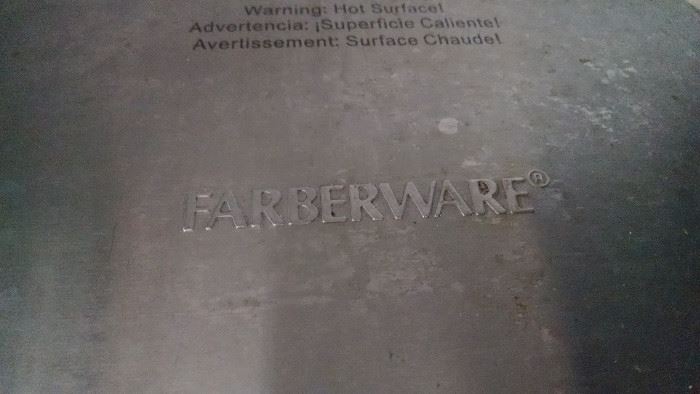 Warning: Hot Surface!
Advertencia: ¡Superficie Caliente!
Avertissement: Surface Chaude!
FARBERWARE®